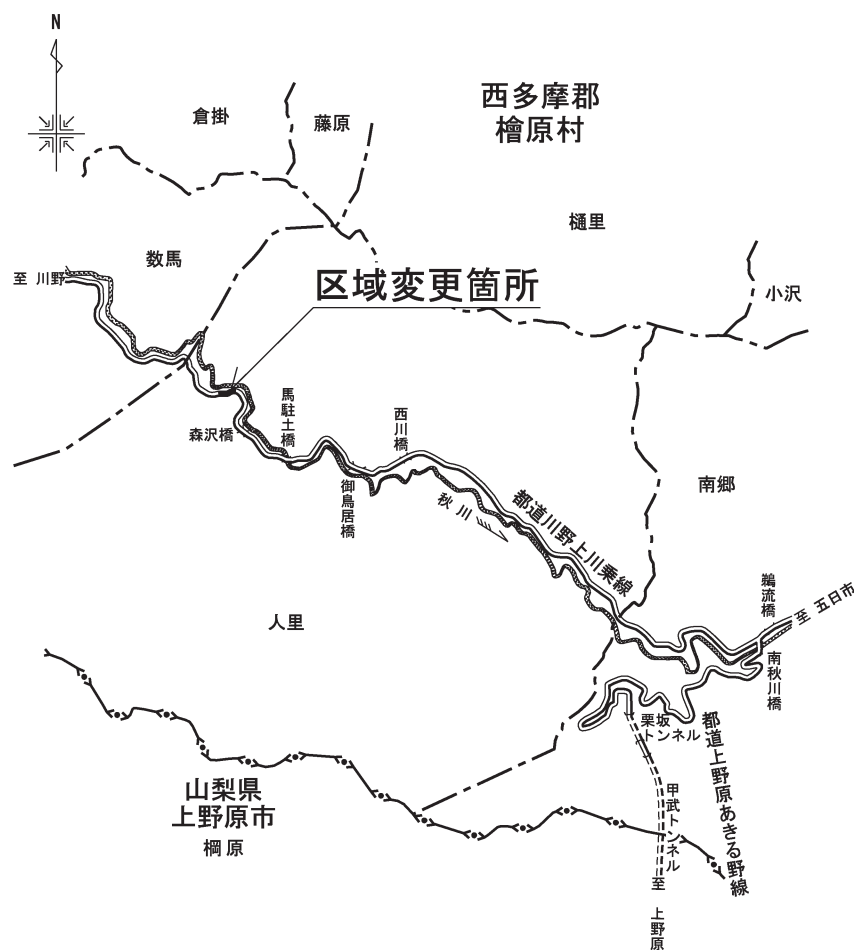 N
西多摩郡
檜原村
倉掛
藤原
樋里
数馬
至 川野
小沢
区域変更箇所
馬駐土橋
西川橋
森沢橋
御鳥居橋
秋川
都道川野上川乗線
南郷
鵜流橋
至 五日市
人里
南秋川橋
栗坂
トンネル
都道上野原あきる野線
甲武トンネル
山梨県
上野原市
棡原
至 上野原